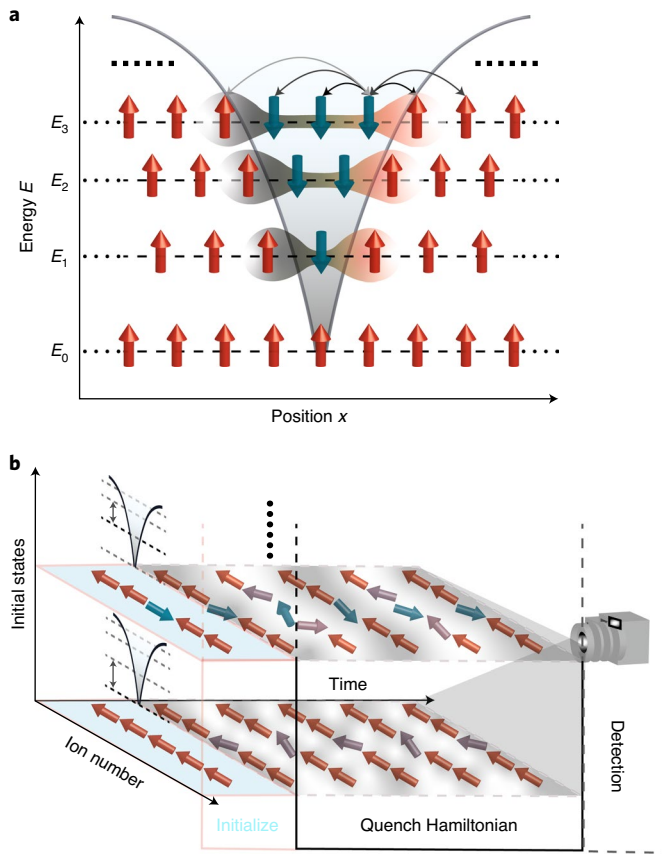 a
E3
E2
E1
E0
Energy E
Position x
b
Initial states
Time
Ion number
Initialize
Quench Hamiltonian
Detection